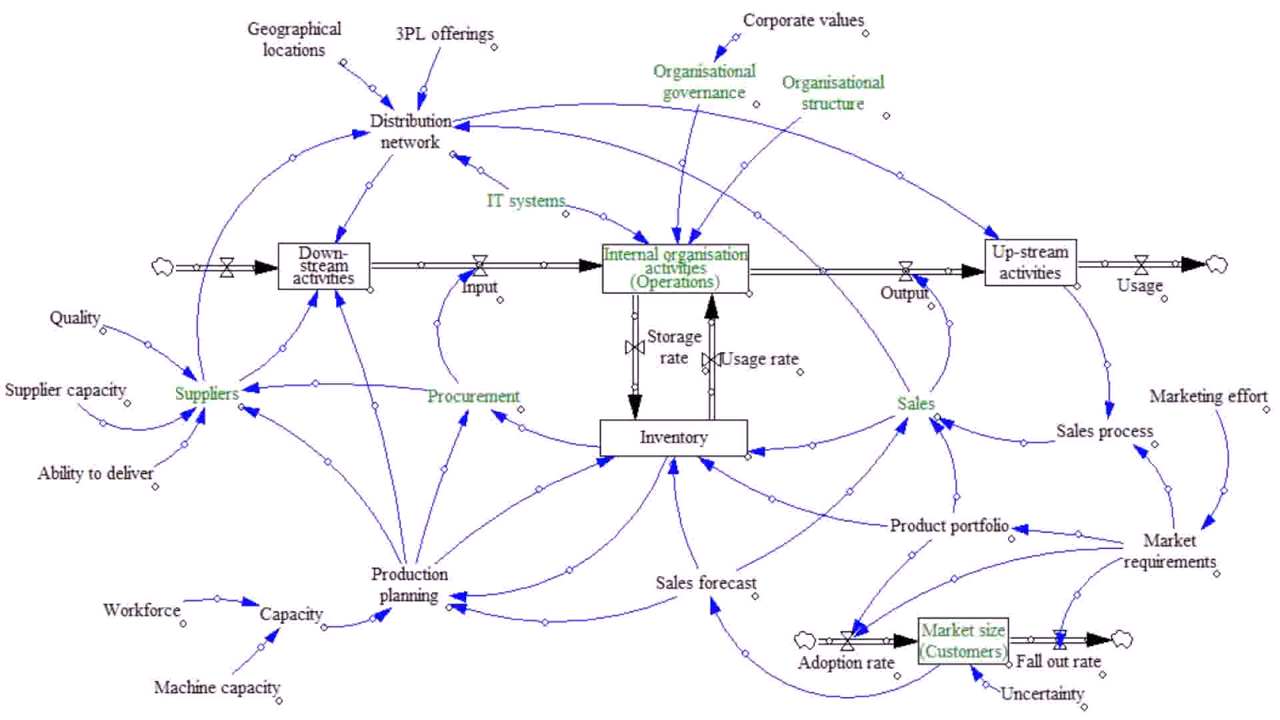 Corporate values
Geographical
locations
3PL offerings
Organisational
governance
Organisational
structure
Distribution
network
IT systems
Down-
stream
activities
Input
Internal organisation
activities
(Operations)
Output
Up-stream
activities
Usage
Quality
Storage
rate
Usage rate
Supplier capacity
Suppliers
Procurement
Sales
Marketing effort
Inventory
Sales process
Ability to deliver
Product portfolio
Market
requirements
Production
planning
Sales forecast
Workforce
Capacity
Market size
(Customers)
Adoption rate
Fall out rate
Machine capacity
Uncertainty